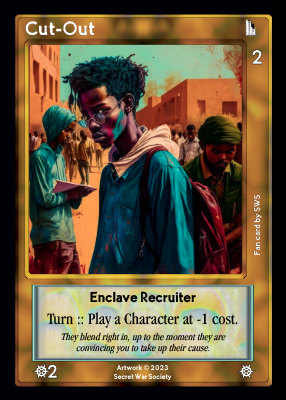 Cut-Out
2
Fan card by SWS
Enclave Recruiter
Turn :: Play a Character at -1 cost.
They blend right in, up to the moment they are
convincing you to take up their cause.
2
Artwork © 2023
Secret War Society